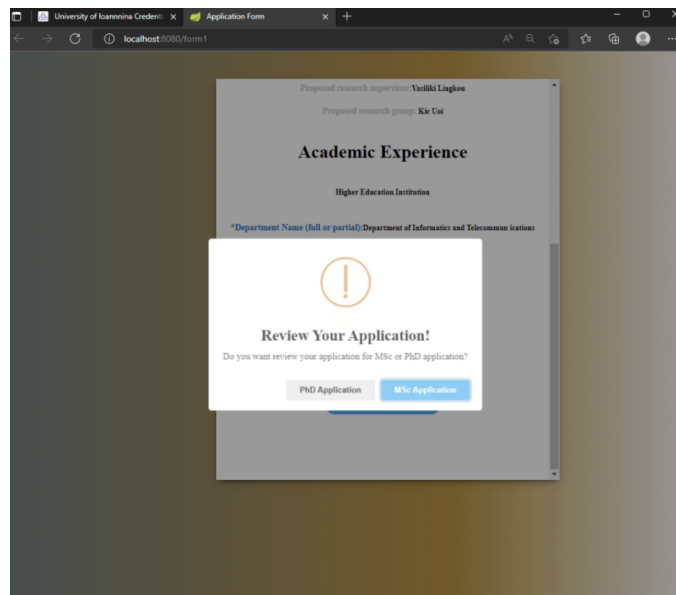 University of Ioannnina Credenti
Application Form
localhost:8080/form1
Proposed research supervisor:Vasiliki Liagkou
Proposed research group: Kic Uoi
Academic Experience
Higher Education Institution
*Department Name (full or partial):Department of Informatics and Telecommun ications
Review Your Application!
Do you want review your application for MSc or PhD application?
PhD Application
MSc Application